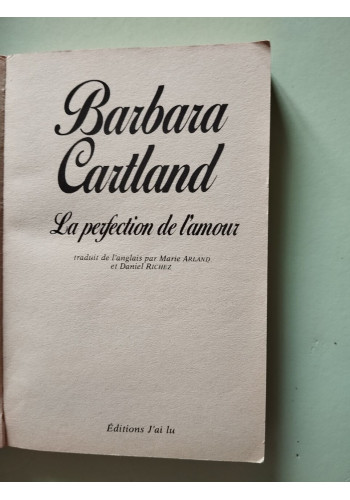 Barbara
Cartland
La perfection de l'amour
traduit de l'anglais par Marie ARLAND
et Daniel RICHEZ
Éditions J'ai lu